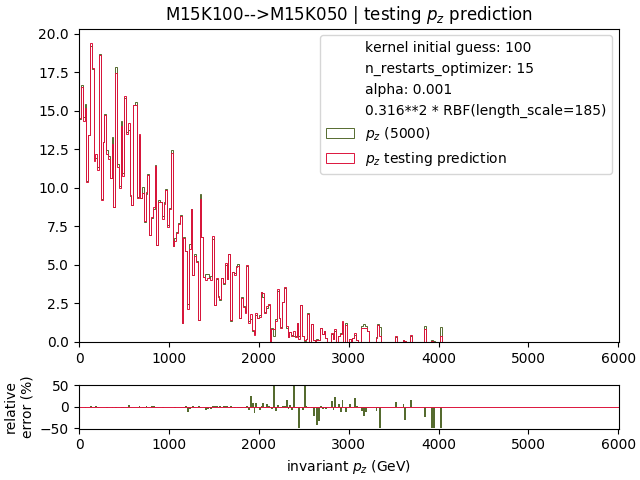 M15K100-->M15K050 | testing p_z prediction
kernel initial guess: 100
n_restarts_optimizer: 15
alpha: 0.001
0.316**2 * RBF(length_scale=185)
p_z (5000)
p_z testing prediction
20.0
17.5
15.0
12.5
10.0
7.5
5.0
2.5
0.0
0 1000 2000 3000 4000 5000 6000
relative
error (%)
50
0
−50
0 1000 2000 3000 4000 5000 6000
invariant p_z (GeV)